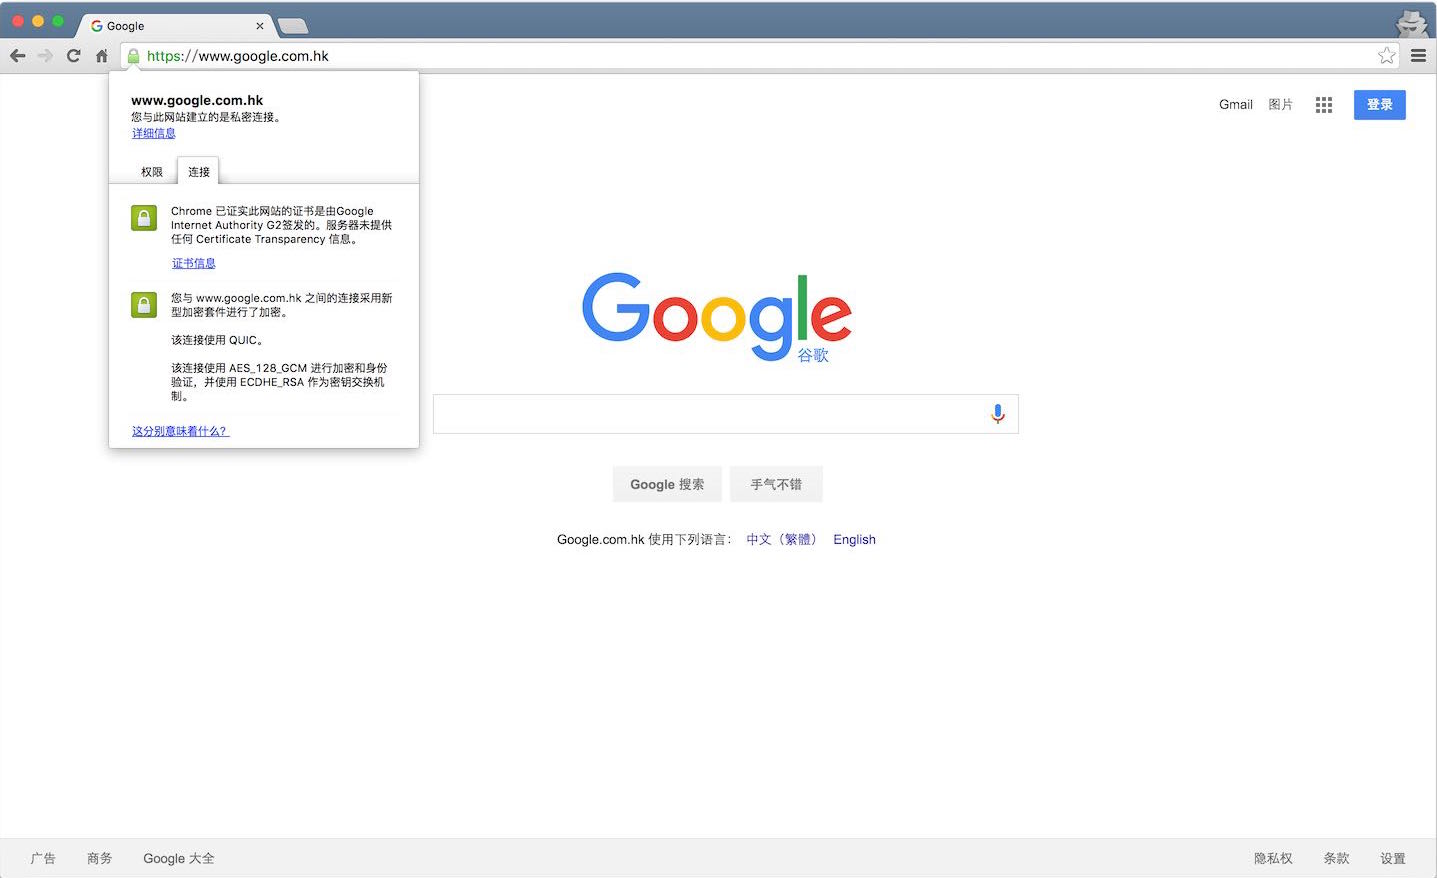 Google
https://www.google.com.hk
www.google.com.hk
您与此网站建立的是私密连接。
详细信息
权限 连接
Chrome 已证实此网站的证书是由Google
Internet Authority G2签发的。服务器未提供
任何 Certificate Transparency 信息。
证书信息
您与 www.google.com.hk 之间的连接采用新
型加密套件进行了加密。
该连接使用 QUIC。
该连接使用 AES_128_GCM 进行加密和身份
验证，并使用 ECDHE_RSA 作为密钥交换机
制。
这分别意味着什么？
Gmail 图片 登录
Google
谷歌
Google 搜索 手气不错
Google.com.hk 使用下列语言： 中文（繁體） English
广告 商务 Google 大全 隐私权 条款 设置